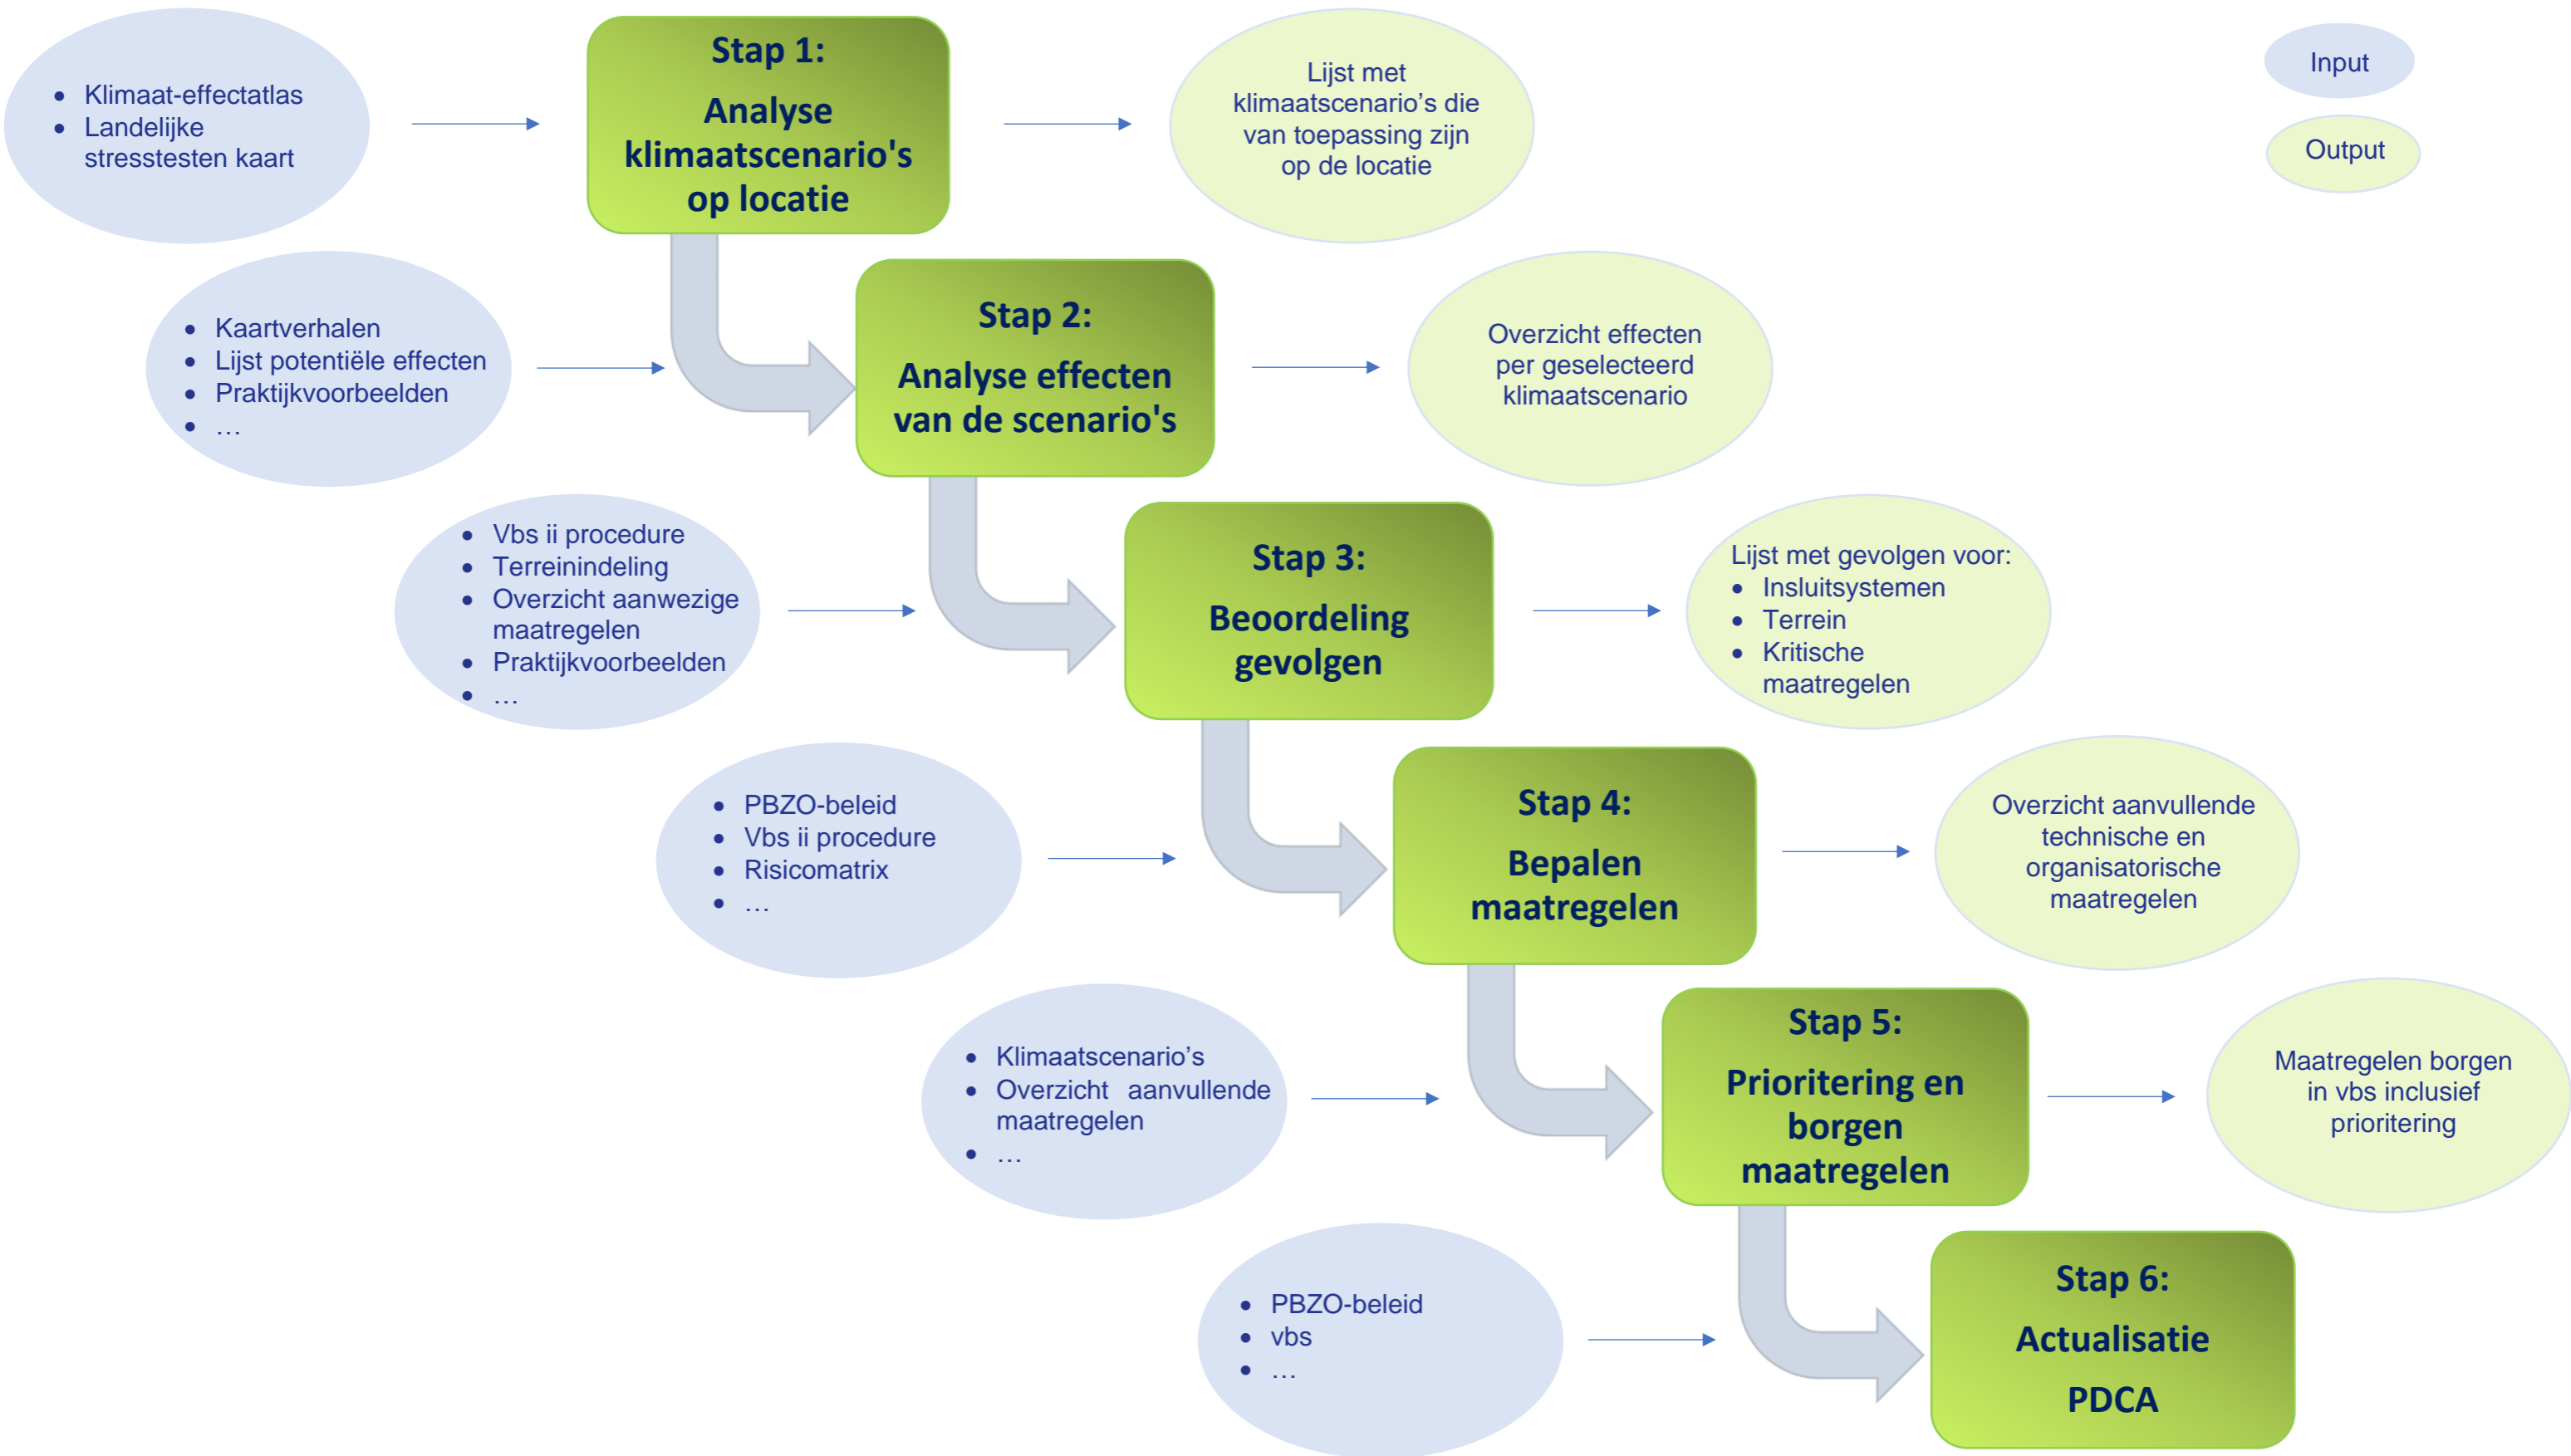 • Klimaat-effectatlas
• Landelijke
stresstesten kaart
Stap 1:
Analyse
klimaatscenario's
op locatie
Lijst met
klimaatscenario’s die
van toepassing zijn
op de locatie
Input
Output
• Kaartverhalen
• Lijst potentiële effecten
• Praktijkvoorbeelden
• …
Stap 2:
Analyse effecten
van de scenario's
Overzicht effecten
per geselecteerd
klimaatscenario
• Vbs ii procedure
• Terreinindeling
• Overzicht aanwezige
maatregelen
• Praktijkvoorbeelden
• …
Stap 3:
Beoordeling
gevolgen
Lijst met gevolgen voor:
• Insluitsystemen
• Terrein
• Kritische
maatregelen
• PBZO-beleid
• Vbs ii procedure
• Risicomatrix
• …
Stap 4:
Bepalen
maatregelen
Overzicht aanvullende
technische en
organisatorische
maatregelen
• Klimaatscenario’s
• Overzicht aanvullende
maatregelen
• …
Stap 5:
Prioritering en
borgen
maatregelen
Maatregelen borgen
in vbs inclusief
prioritering
• PBZO-beleid
• vbs
• …
Stap 6:
Actualisatie
PDCA